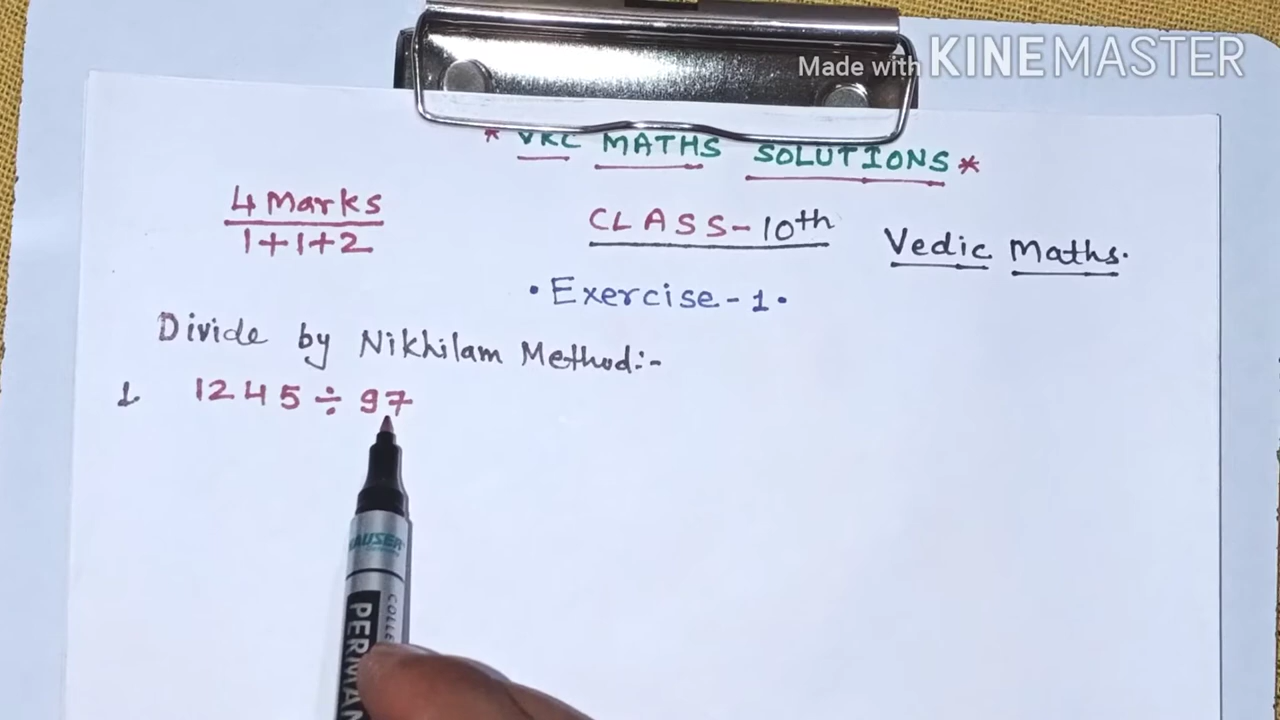 Made with KINEMASTER
* VKC MATHS SOLUTIONS *
4 Marks
1+1+2
CLASS-10th
Vedic Maths.
• Exercise-1 •
Divide by Nikhilam Method:-
1. 1245 ÷ 97
PERMAN